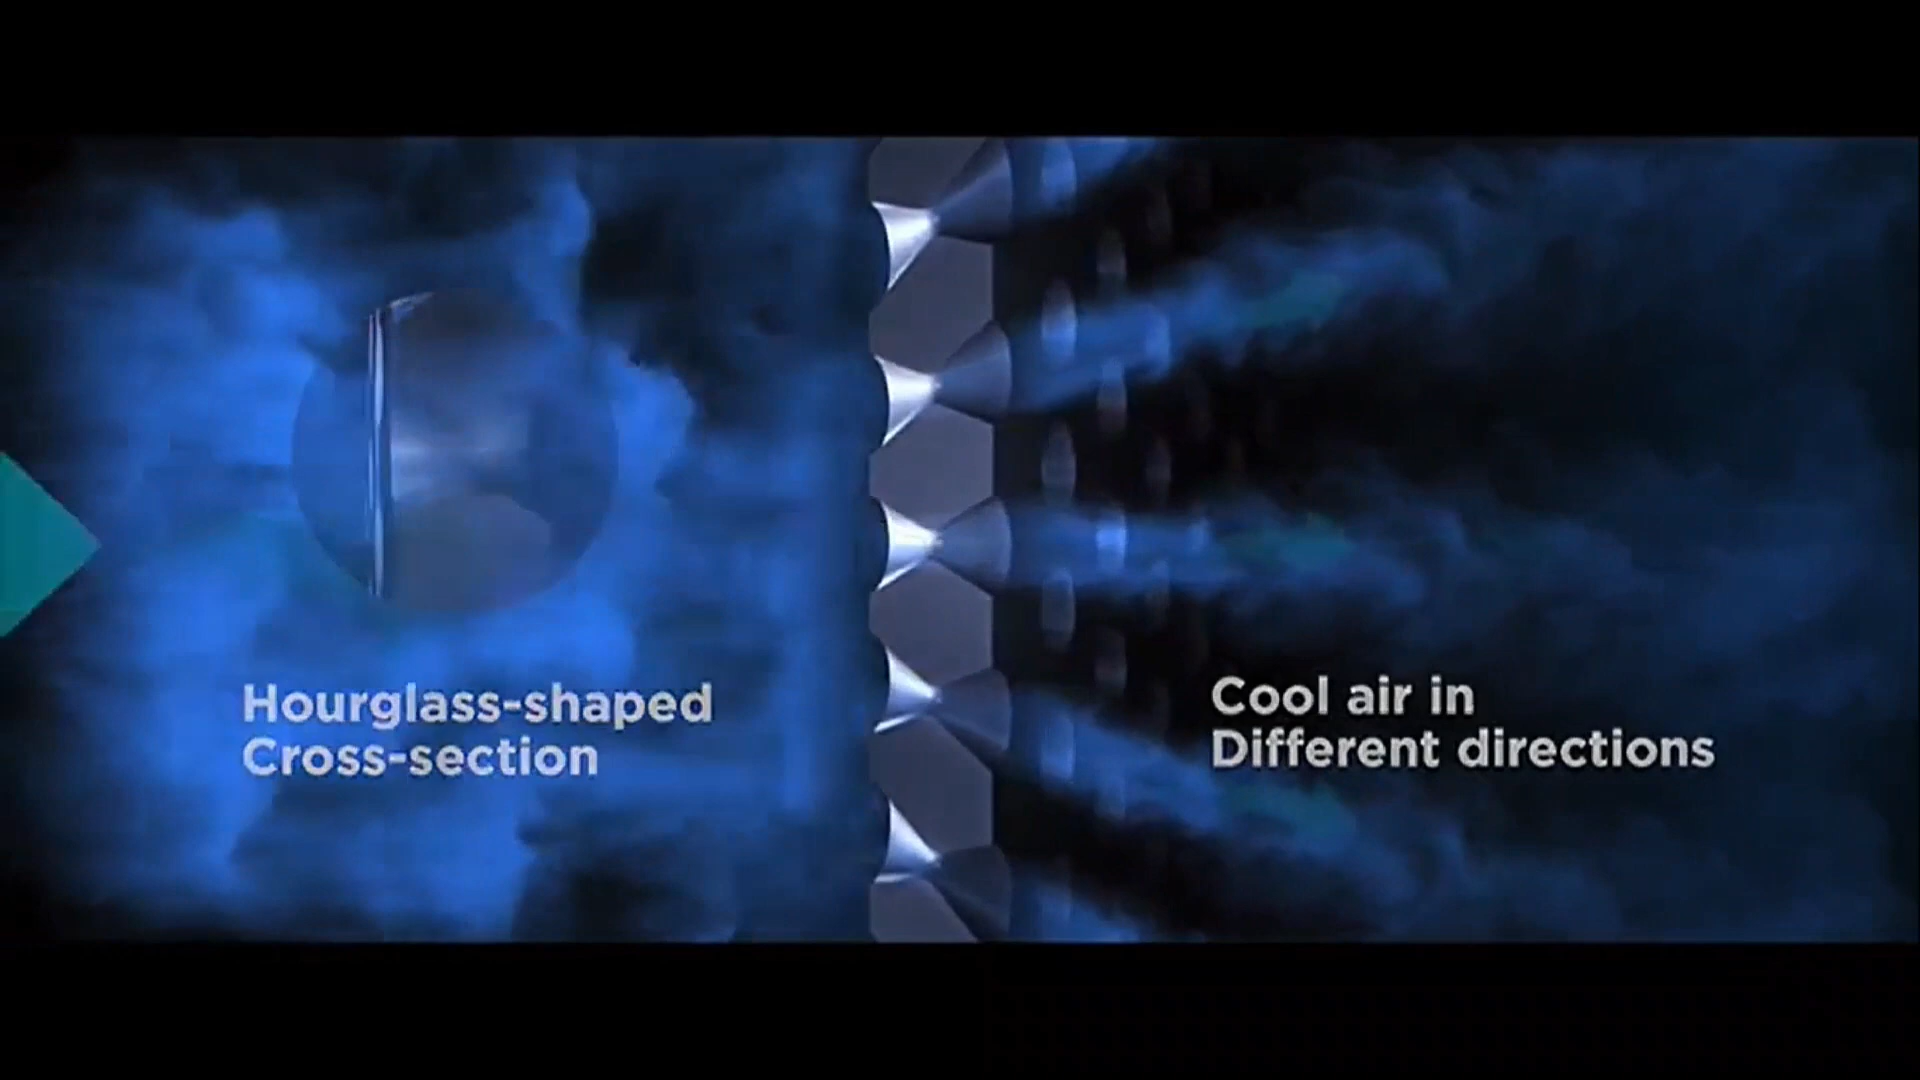 Hourglass-shaped
Cross-section
Cool air in
Different directions